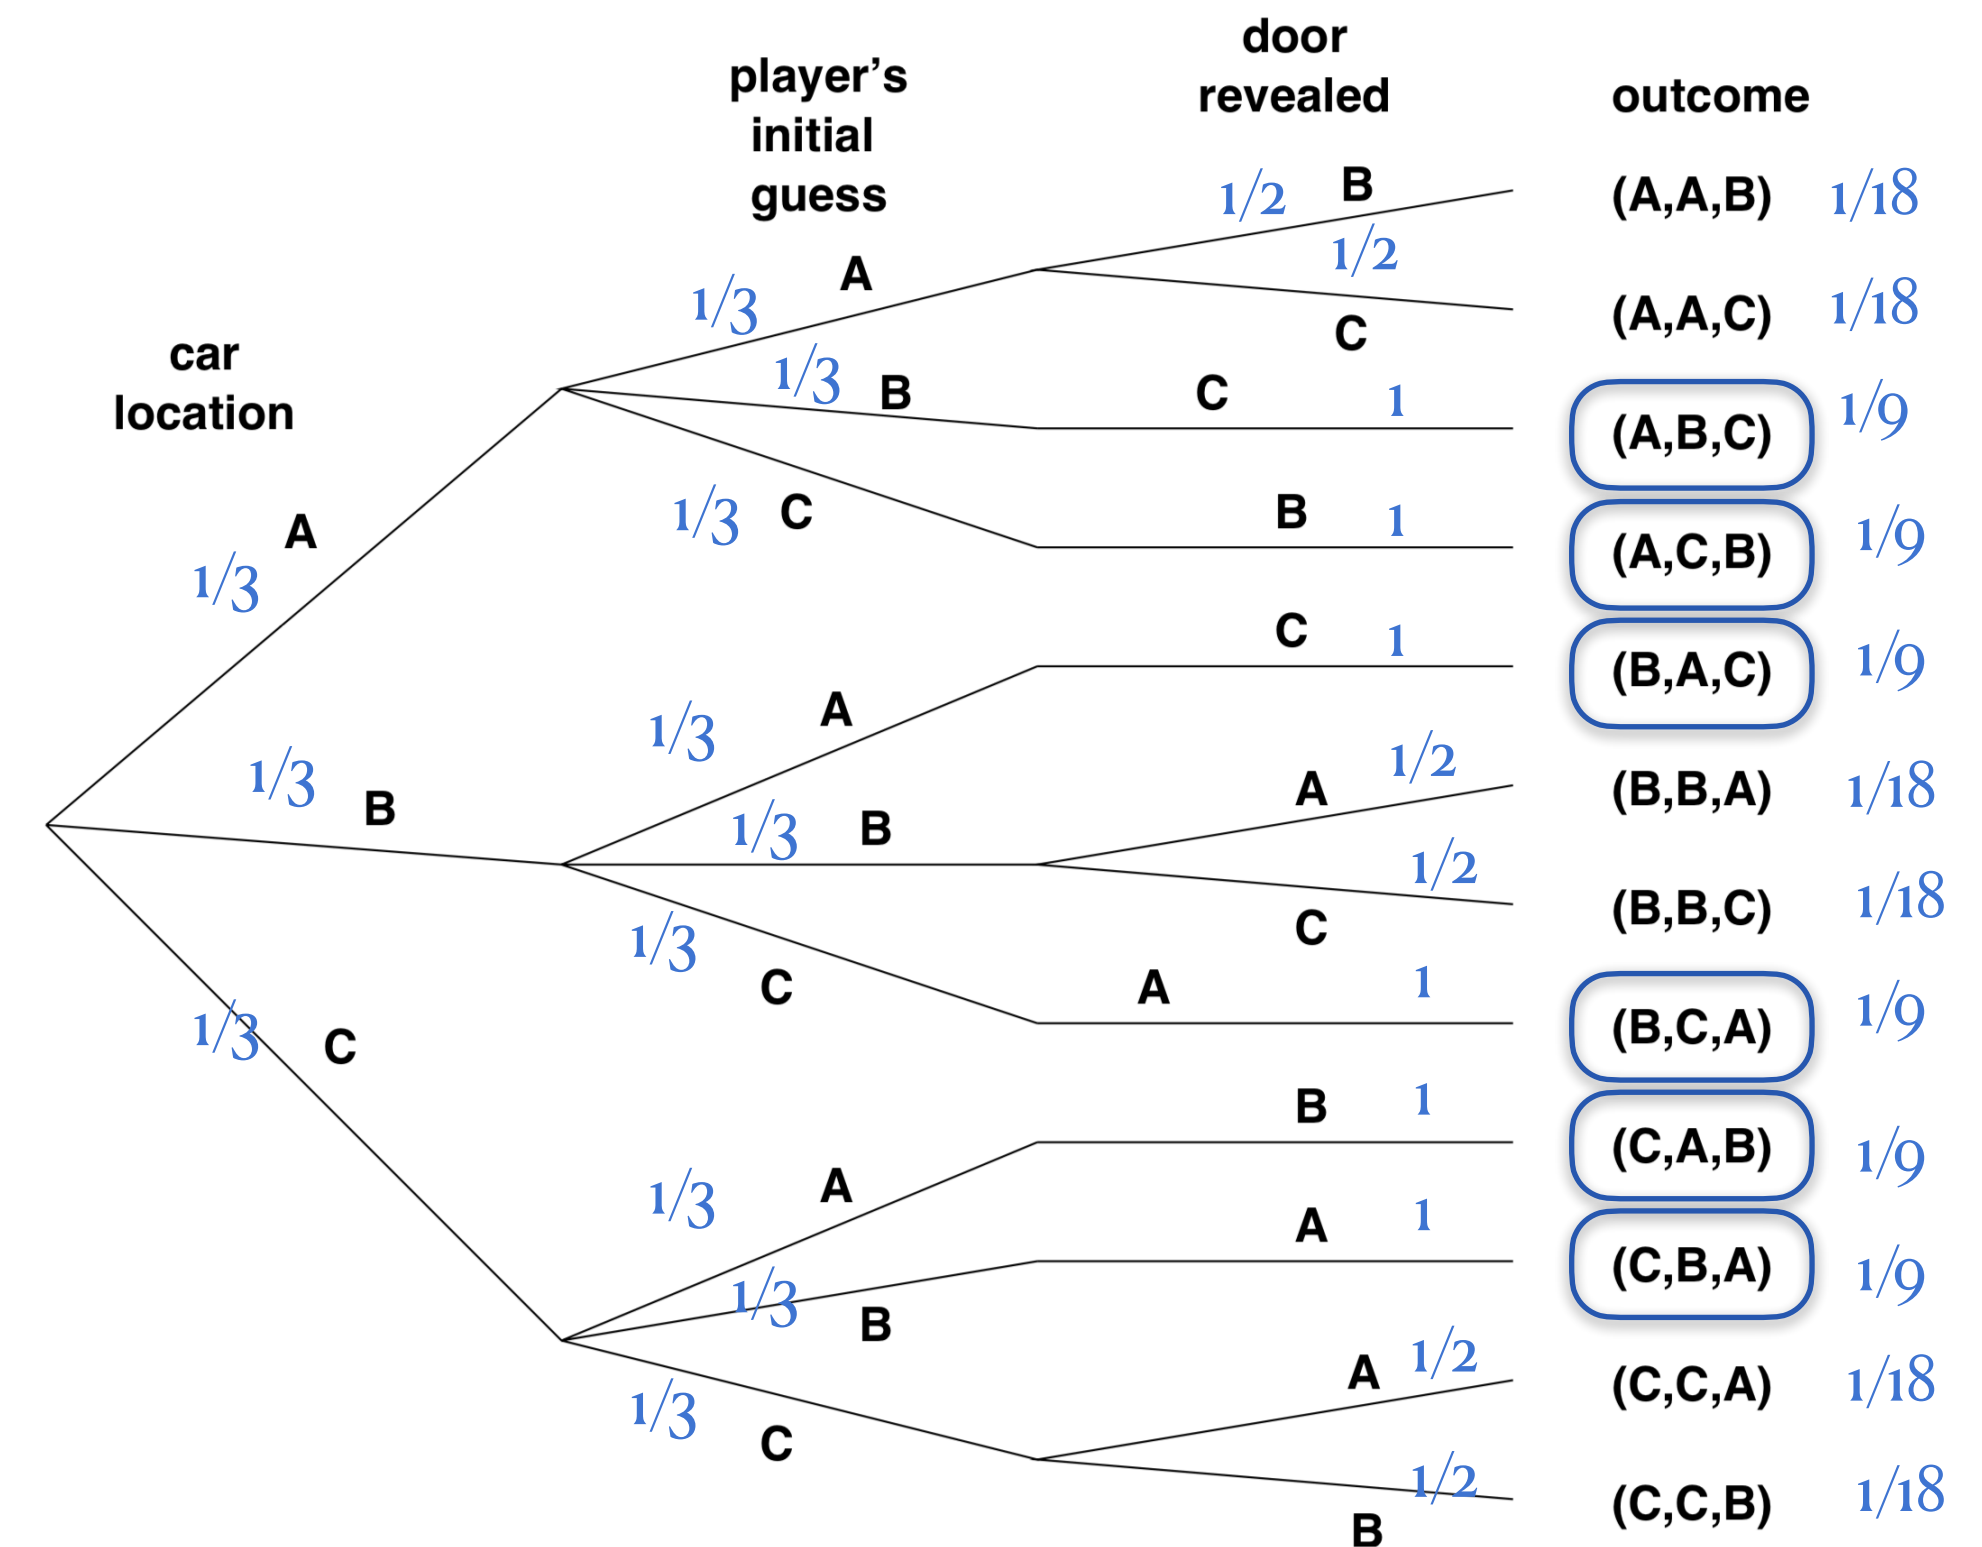 door
revealed
player's
initial
guess
outcome
car
location
1/2 B
(A,A,B) 1/18
1/2
C
(A,A,C) 1/18
1/3 A
1/3 B
C 1
(A,B,C) 1/9
1/3 C
B 1
(A,C,B) 1/9
A
1/3
C 1
(B,A,C) 1/9
1/3 A
1/3 B
A 1/2
(B,B,A) 1/18
1/3 B
1/2
C
(B,B,C) 1/18
1/3
C
A 1
(B,C,A) 1/9
1/3 C
B 1
(C,A,B) 1/9
1/3 A
A 1
(C,B,A) 1/9
1/3
B
A 1/2
(C,C,A) 1/18
1/3
C
1/2
B
(C,C,B) 1/18